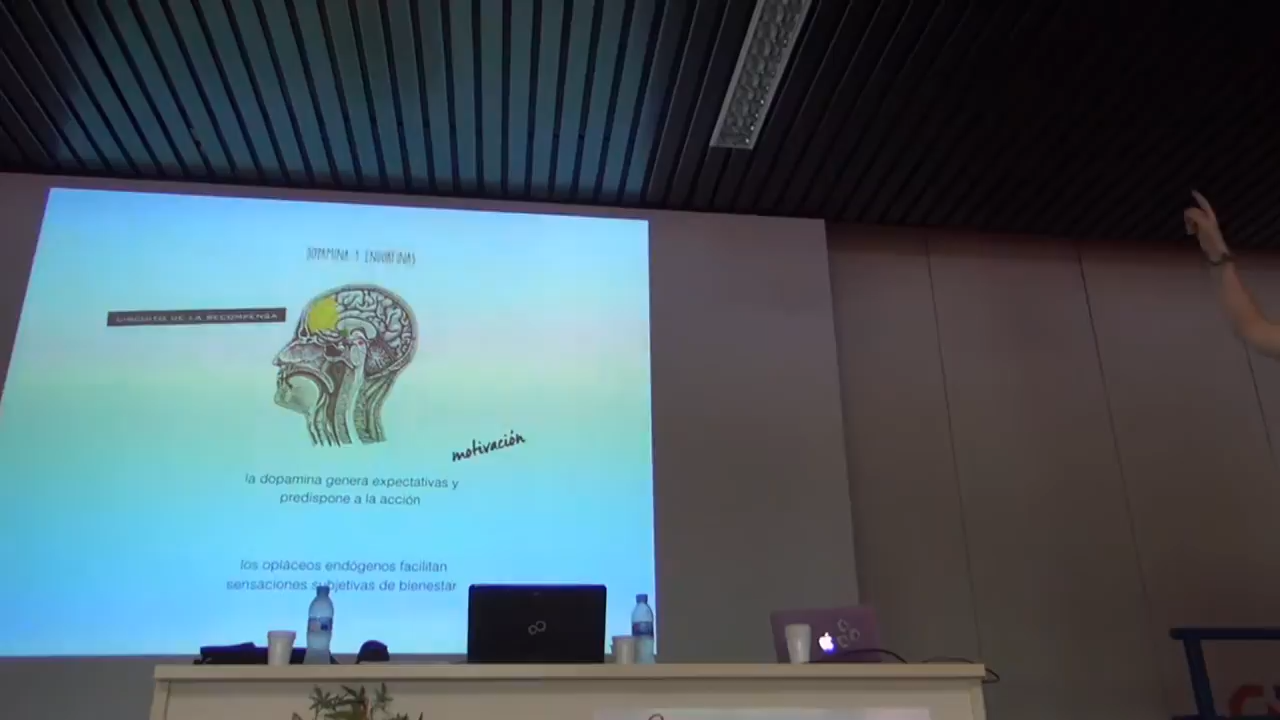 DOPAMINA Y ENDORFINAS
CIRCUITO DE LA RECOMPENSA
motivación
la dopamina genera expectativas y
predispone a la acción
los opiáceos endógenos facilitan
sensaciones subjetivas de bienestar